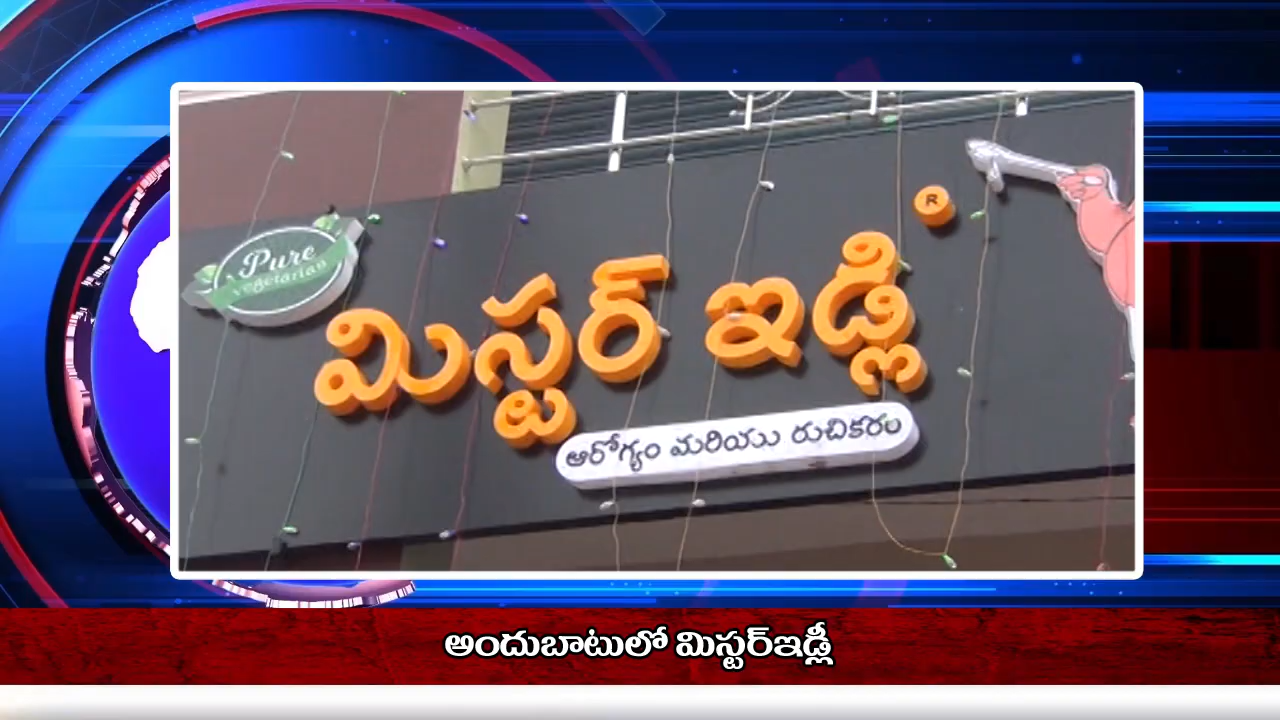 Pure
vegetarian
మిస్టర్ ఇడ్లి
R
ఆరోగ్యం మరియు రుచికరం
అందుబాటులో మిస్టర్ఇడ్లీ